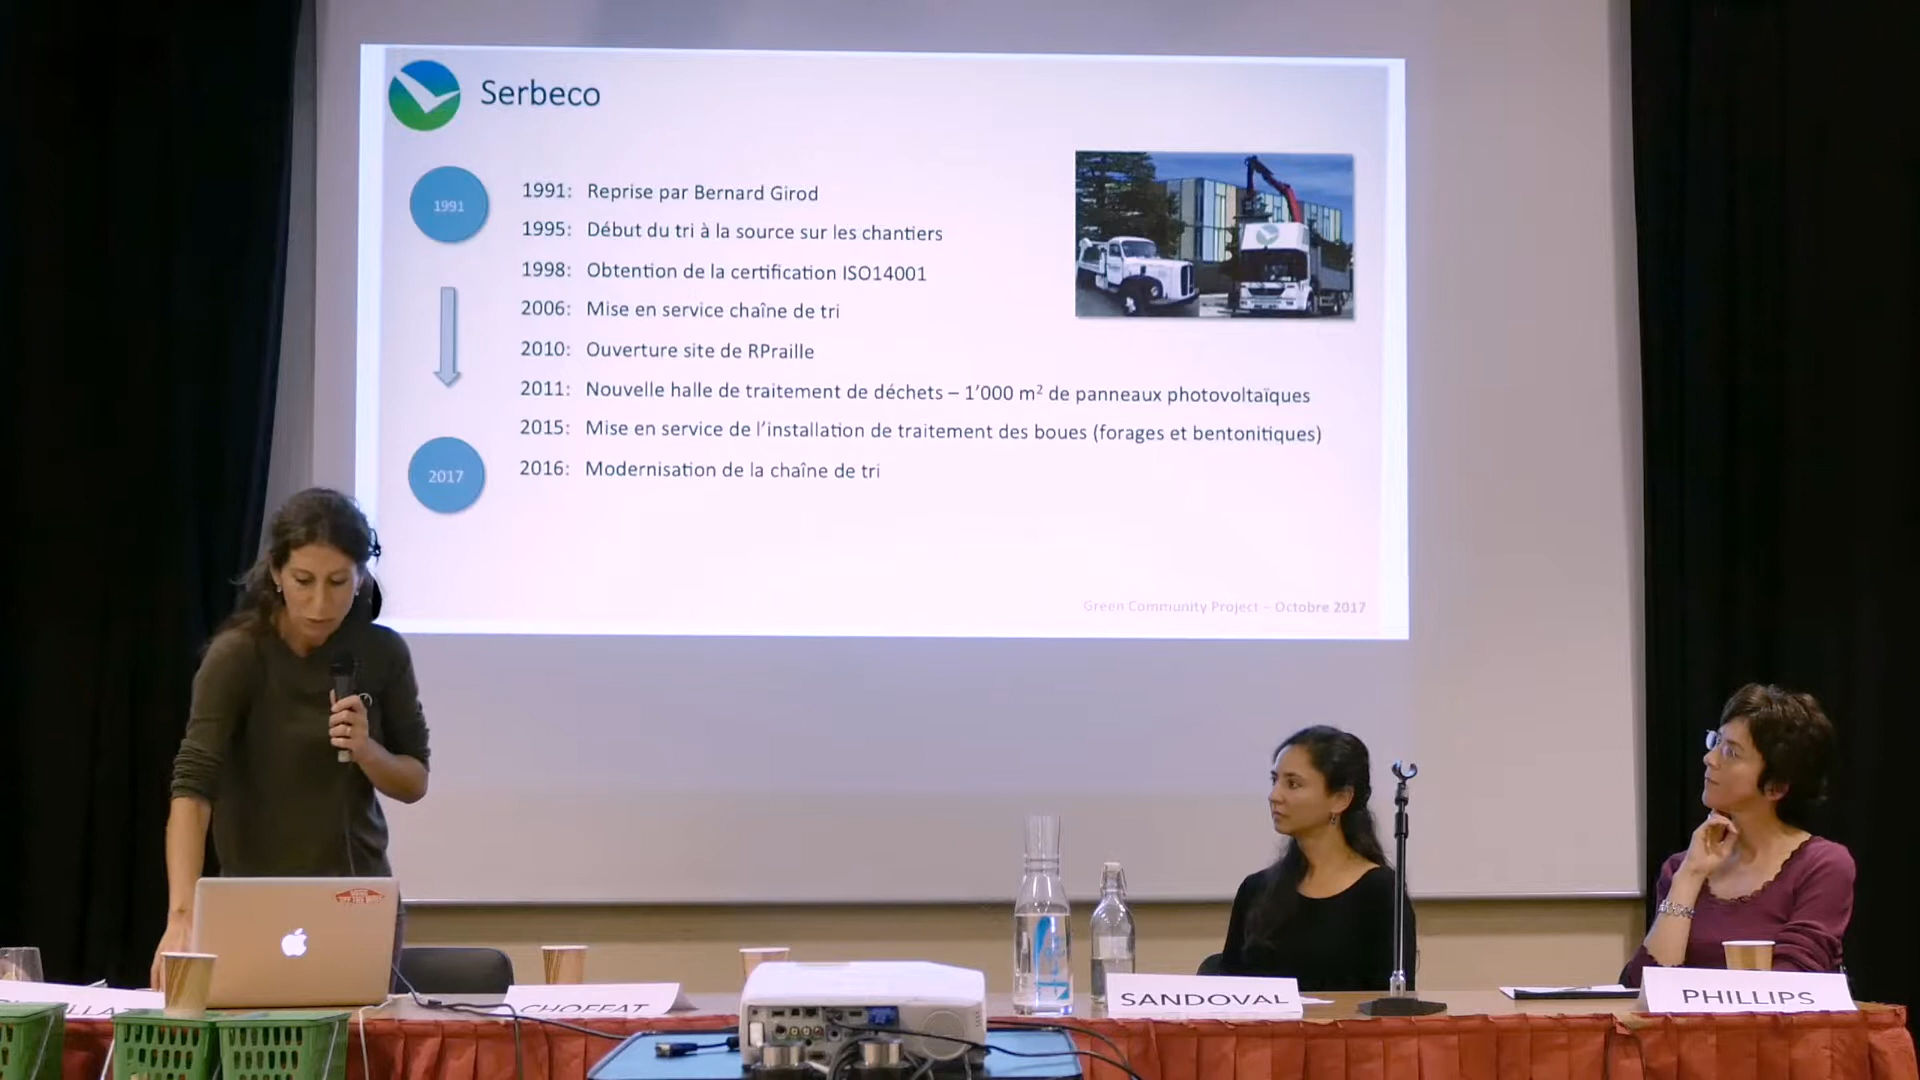 Serbeco
1991
1991: Reprise par Bernard Girod
1995: Début du tri à la source sur les chantiers
1998: Obtention de la certification ISO14001
2006: Mise en service chaîne de tri
2010: Ouverture site de RPraille
2011: Nouvelle halle de traitement de déchets – 1'000 m² de panneaux photovoltaïques
2015: Mise en service de l'installation de traitement des boues (forages et bentonitiques)
2017
2016: Modernisation de la chaîne de tri
Green Community Project – Octobre 2017
CHOFFAT
SANDOVAL
PHILLIPS